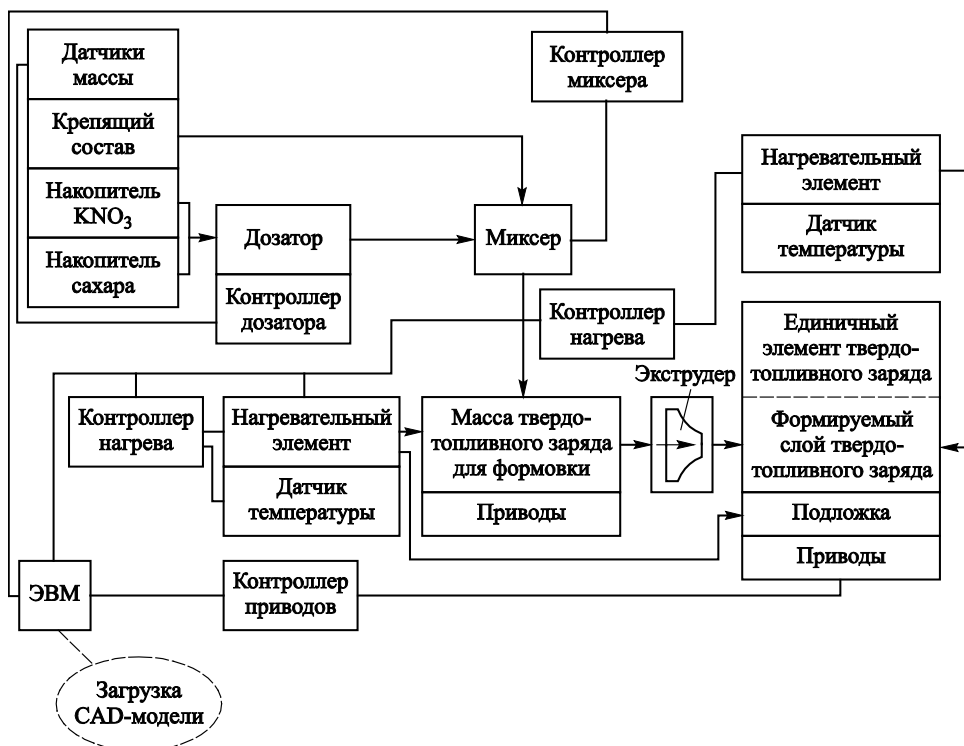 Датчики
массы
Крепящий
состав
Накопитель
KNO3
Накопитель
сахара
Дозатор
Контроллер
дозатора
Миксер
Контроллер
миксера
Нагревательный
элемент
Датчик
температуры
Контроллер
нагрева
Единичный
элемент твердо-
топливного заряда
Формируемый
слой твердо-
топливного заряда
Подложка
Приводы
Экструдер
Контроллер
нагрева
Нагревательный
элемент
Датчик
температуры
Масса твердо-
топливного заряда
для формовки
Приводы
ЭВМ
Контроллер
приводов
Загрузка
CAD-модели